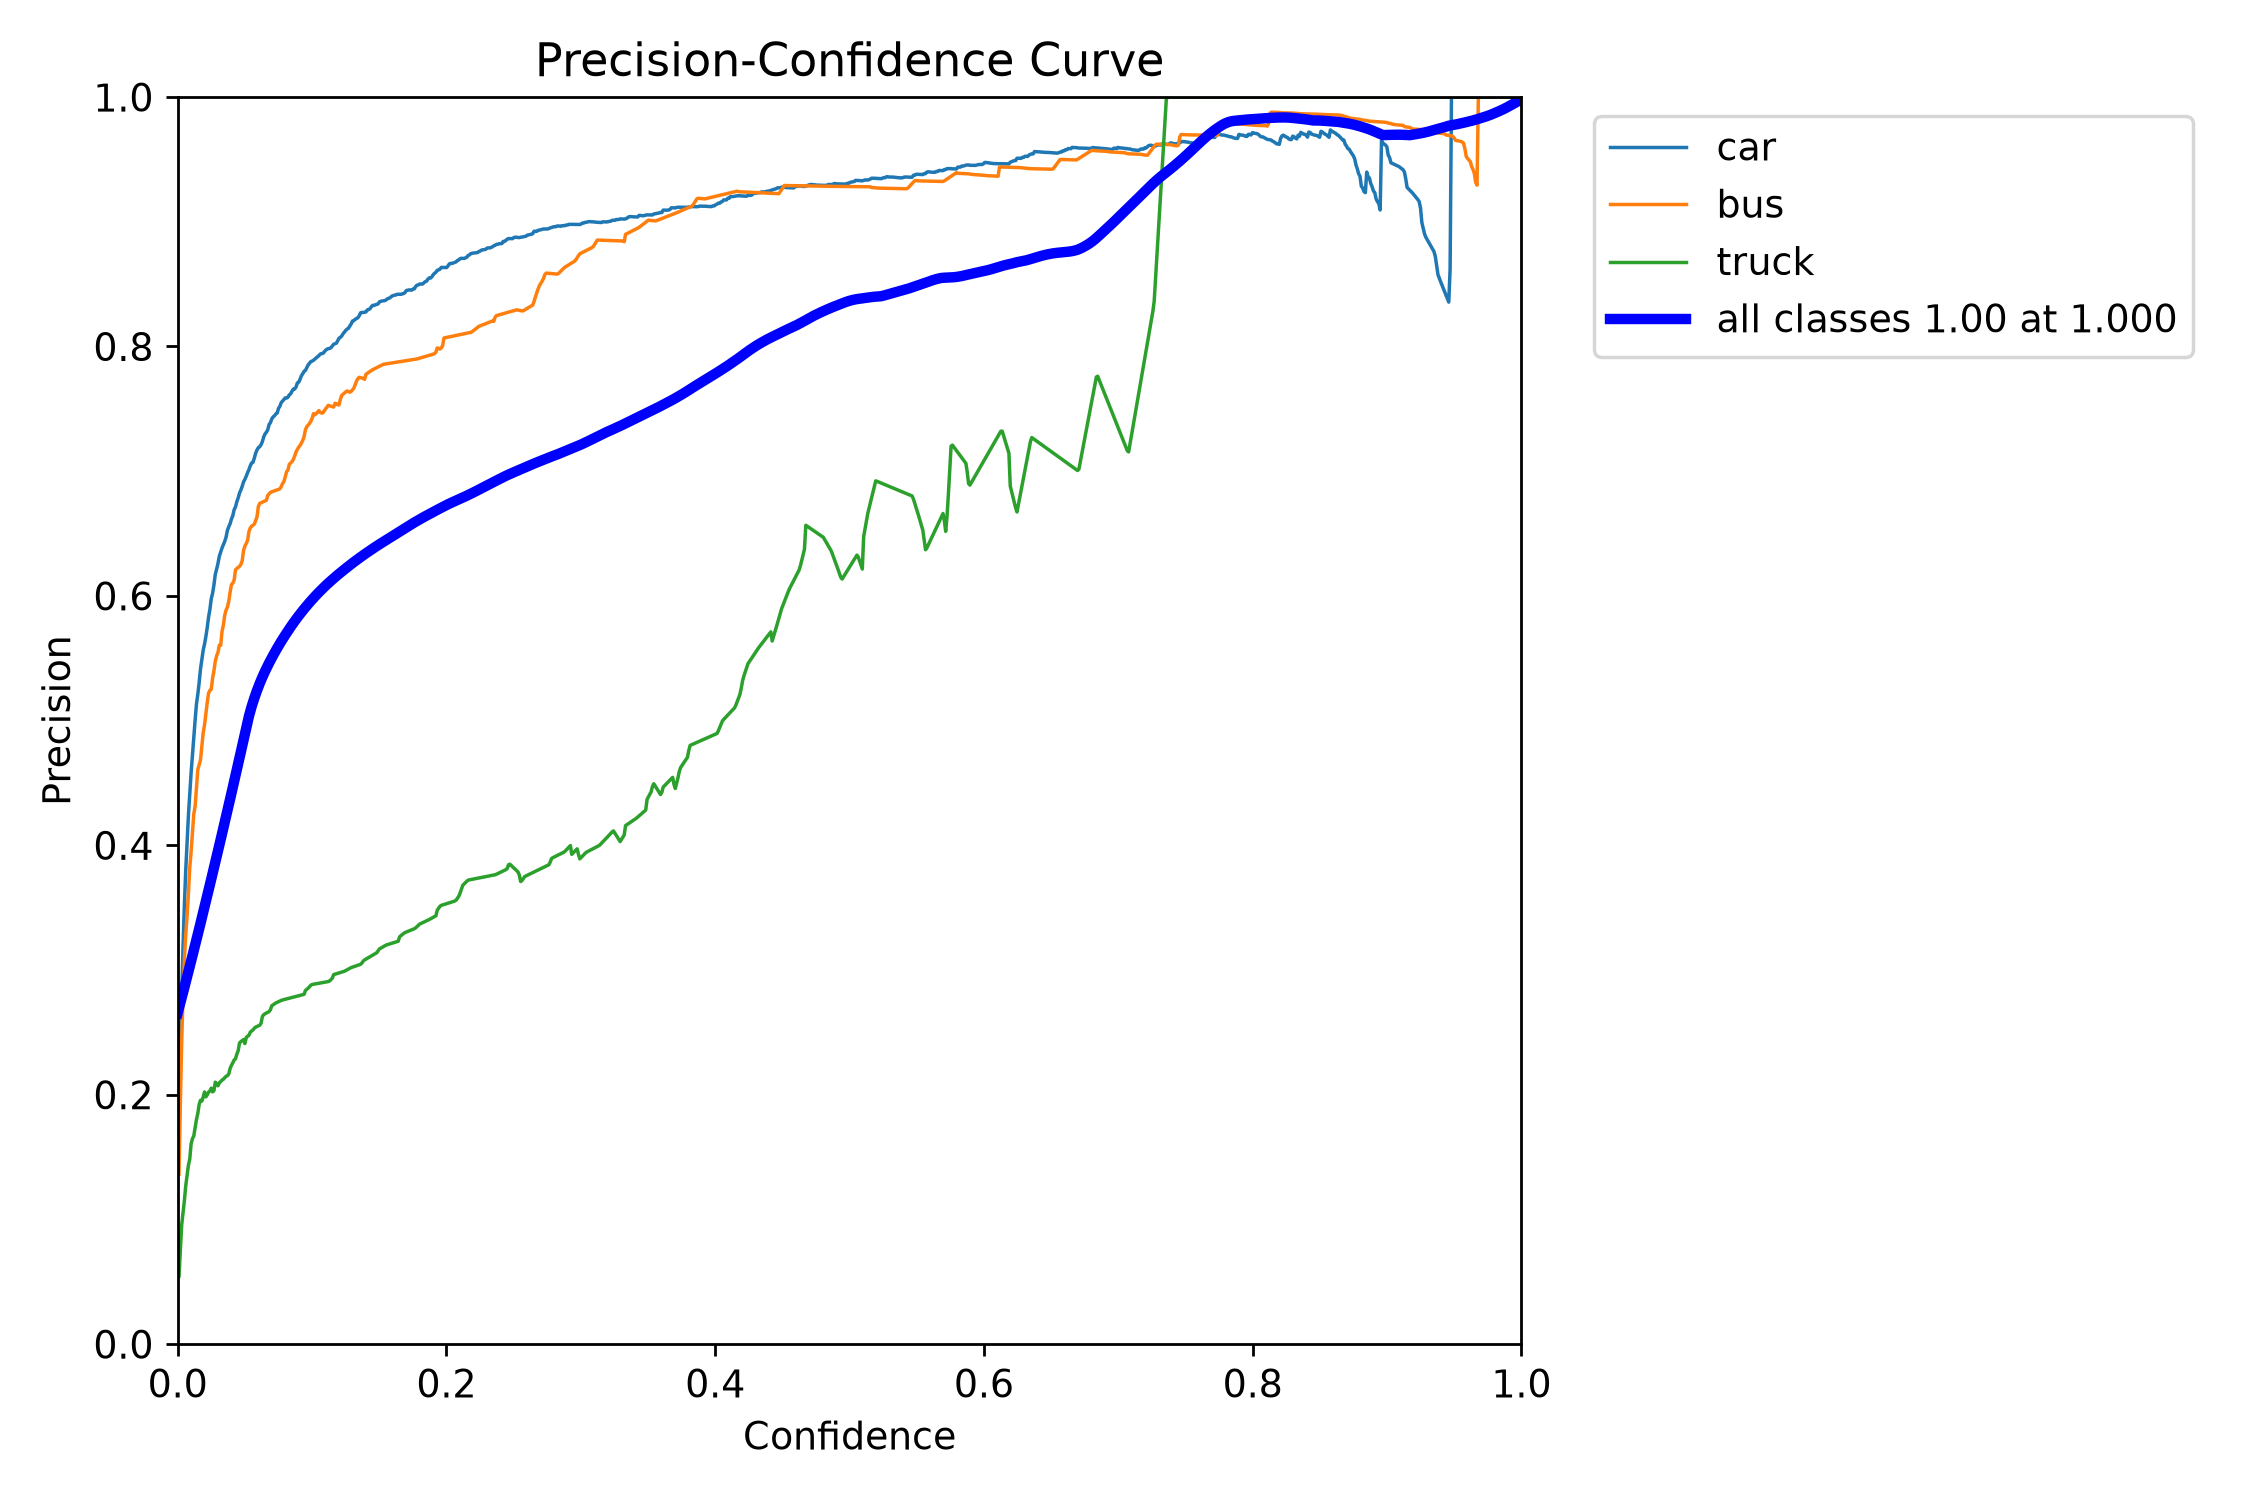 Precision-Confidence Curve
1.0
0.8
0.6
0.4
0.2
0.0
Precision
0.0 0.2 0.4 0.6 0.8 1.0
Confidence
car
bus
truck
all classes 1.00 at 1.000